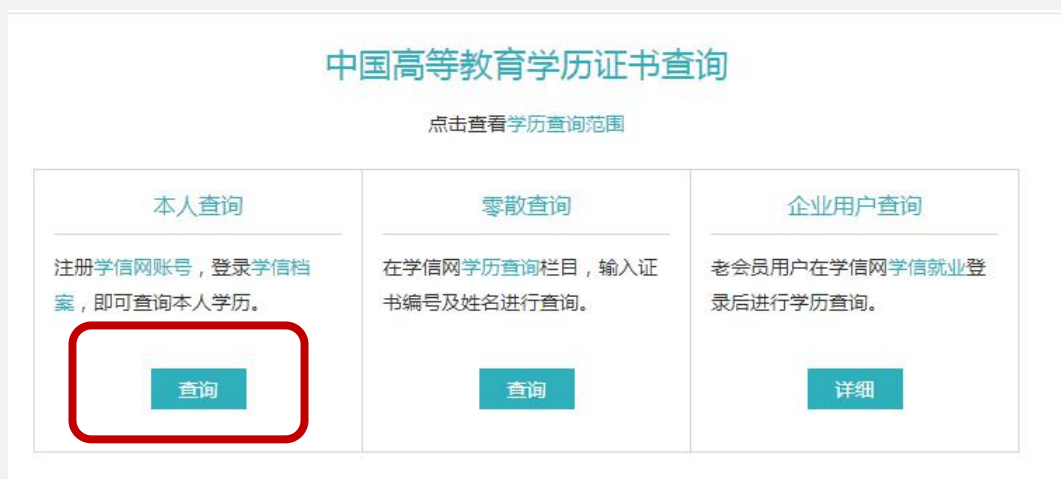 中国高等教育学历证书查询
点击查看学历查询范围
本人查询
注册学信网账号，登录学信档
案，即可查询本人学历。
查询
零散查询
在学信网学历查询栏目，输入证
书编号及姓名进行查询。
查询
企业用户查询
老会员用户在学信网学信就业登
录后进行学历查询。
详细